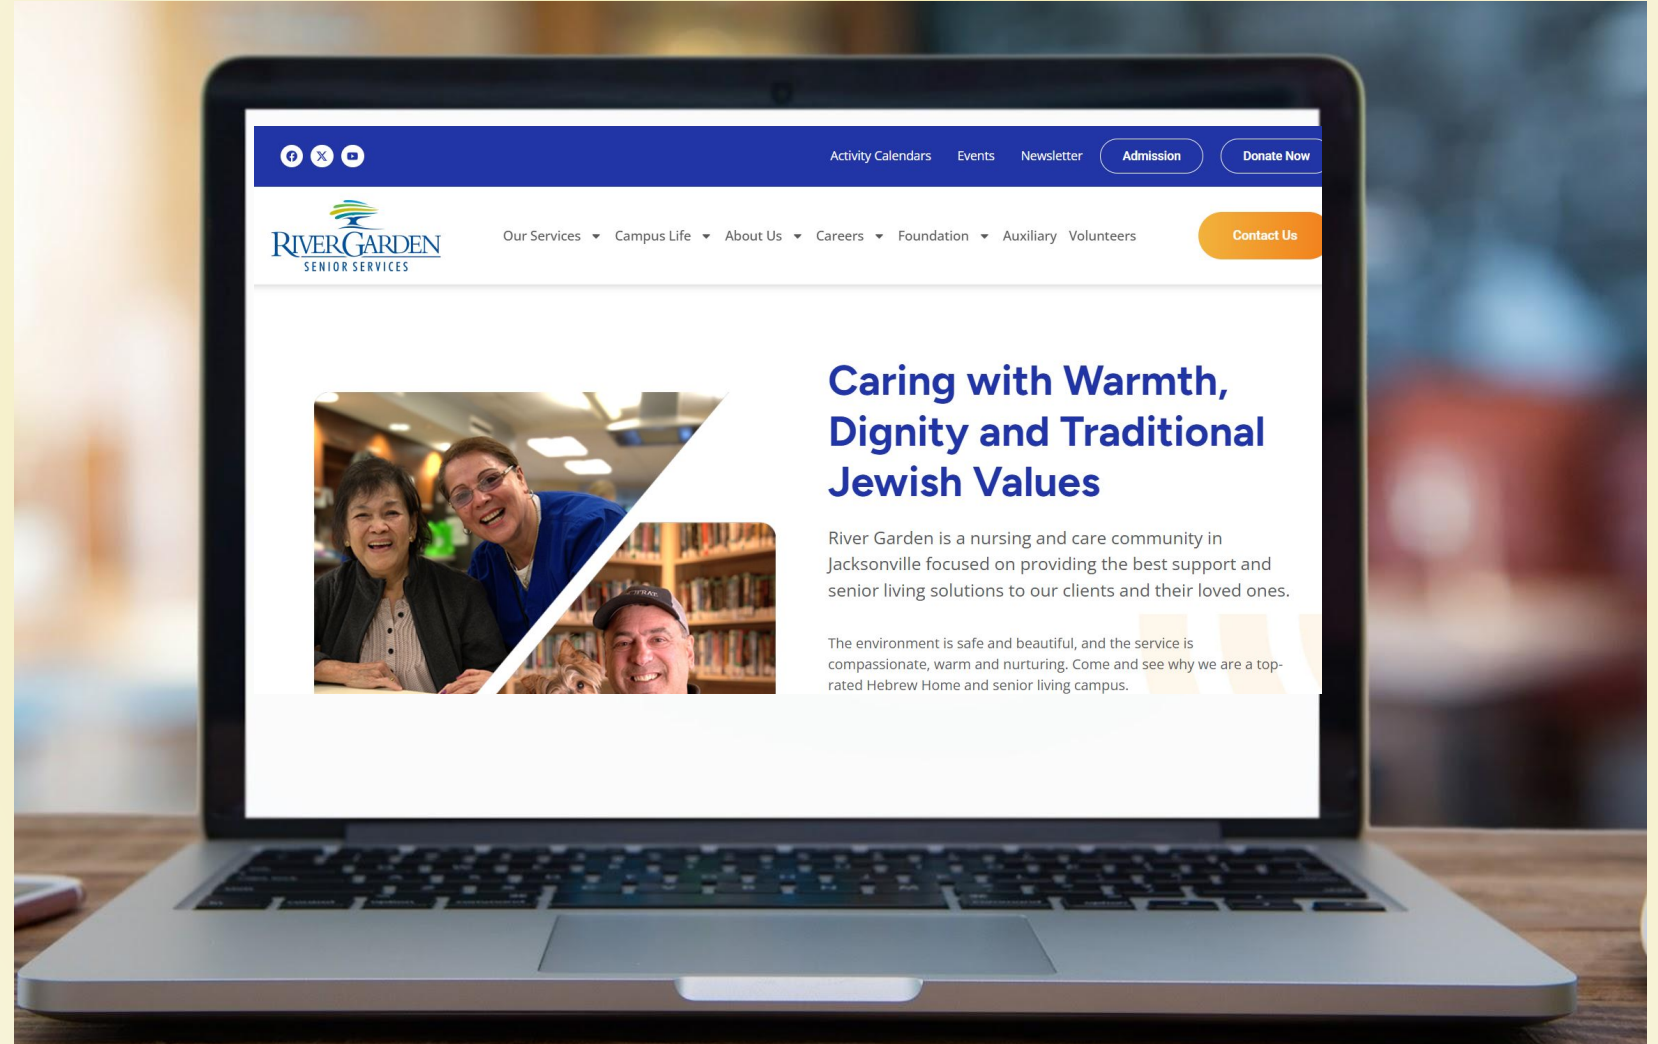 Activity Calendars Events Newsletter Admission Donate Now
RIVERGARDEN
SENIOR SERVICES
Our Services Campus Life About Us Careers Foundation Auxiliary Volunteers Contact Us
Caring with Warmth,
Dignity and Traditional
Jewish Values
River Garden is a nursing and care community in
Jacksonville focused on providing the best support and
senior living solutions to our clients and their loved ones.
The environment is safe and beautiful, and the service is
compassionate, warm and nurturing. Come and see why we are a top-
rated Hebrew Home and senior living campus.